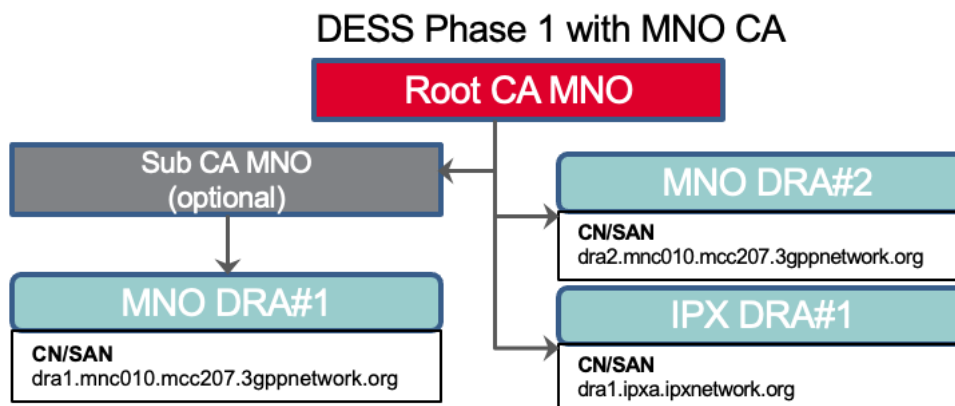 DESS Phase 1 with MNO CA
Root CA MNO
Sub CA MNO
(optional)
MNO DRA#2
CN/SAN
dra2.mnc010.mcc207.3gppnetwork.org
MNO DRA#1
CN/SAN
dra1.mnc010.mcc207.3gppnetwork.org
IPX DRA#1
CN/SAN
dra1.ipxa.ipxnetwork.org